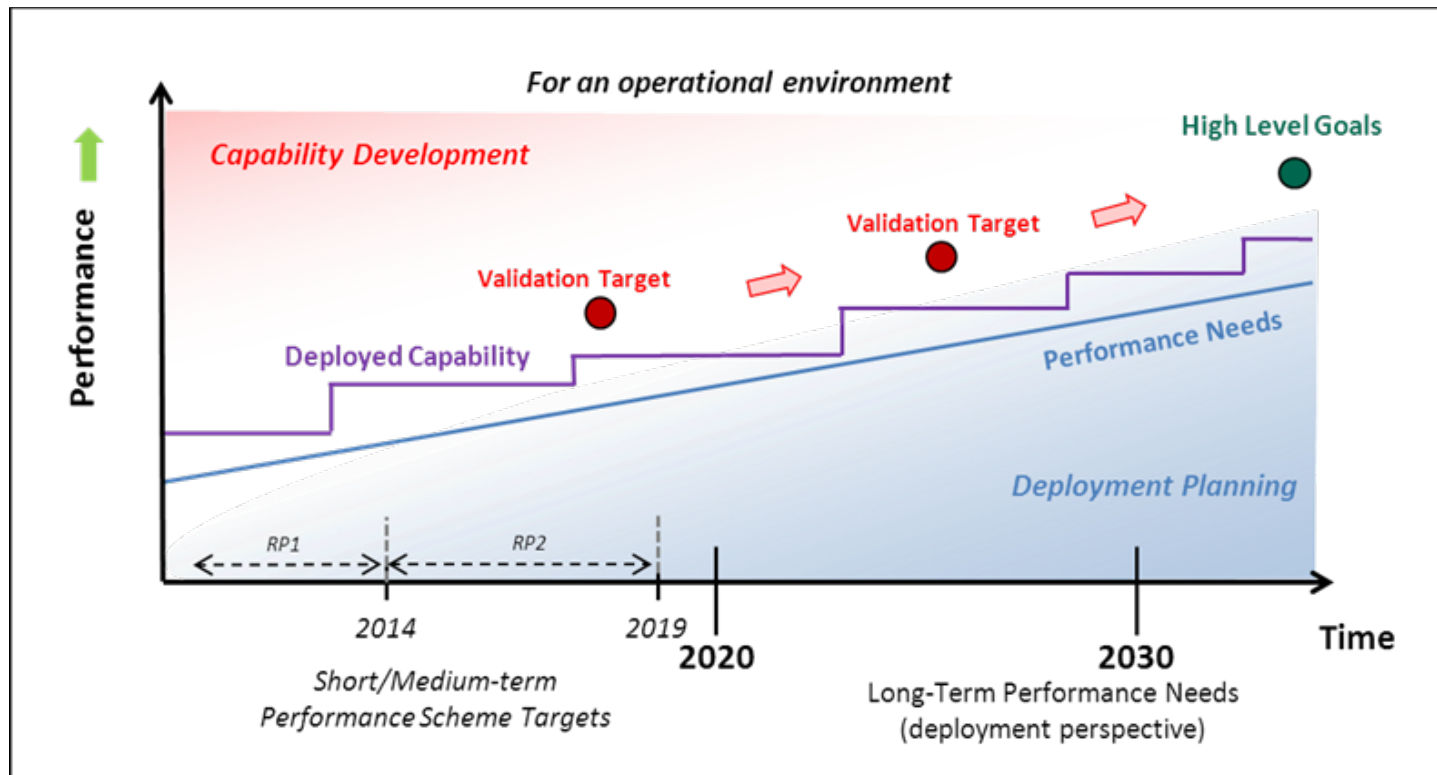 For an operational environment
High Level Goals
Capability Development
Validation Target
Validation Target
Performance
Deployed Capability
Performance Needs
Deployment Planning
RP1
RP2
2014
2019
2020
2030
Time
Short/Medium-term
Performance Scheme Targets
Long-Term Performance Needs
(deployment perspective)